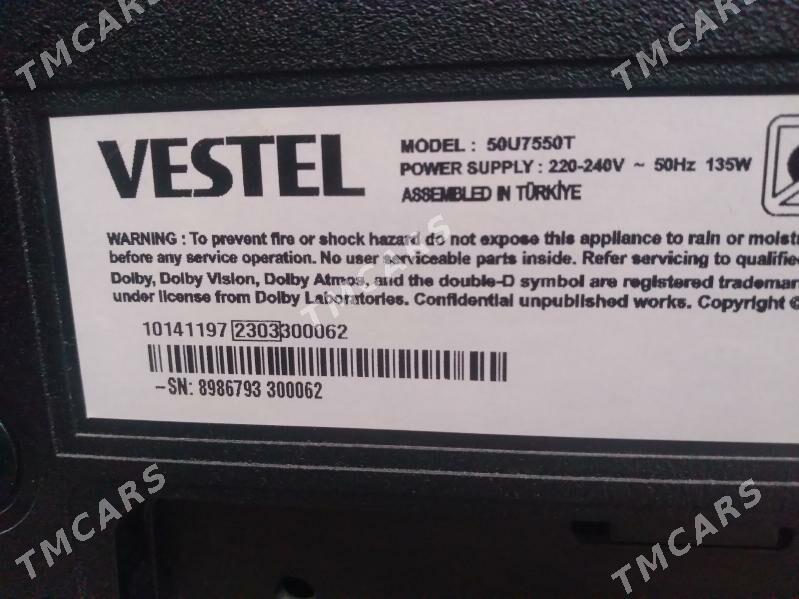 VESTEL
MODEL : 50U7550T
POWER SUPPLY : 220-240V ~ 50Hz 135W
ASSEMBLED IN TÜRKİYE
WARNING : To prevent fire or shock hazard do not expose this appliance to rain or moist
before any service operation. No user serviceable parts inside. Refer servicing to qualified
Dolby, Dolby Vision, Dolby Atmos, and the double-D symbol are registered trademar
under license from Dolby Laboratories. Confidential unpublished works. Copyright ©
10141197 2303300062
-SN: 8986793 300062
TMCARS
TMCARS
TMCARS
TMCARS
TMCARS